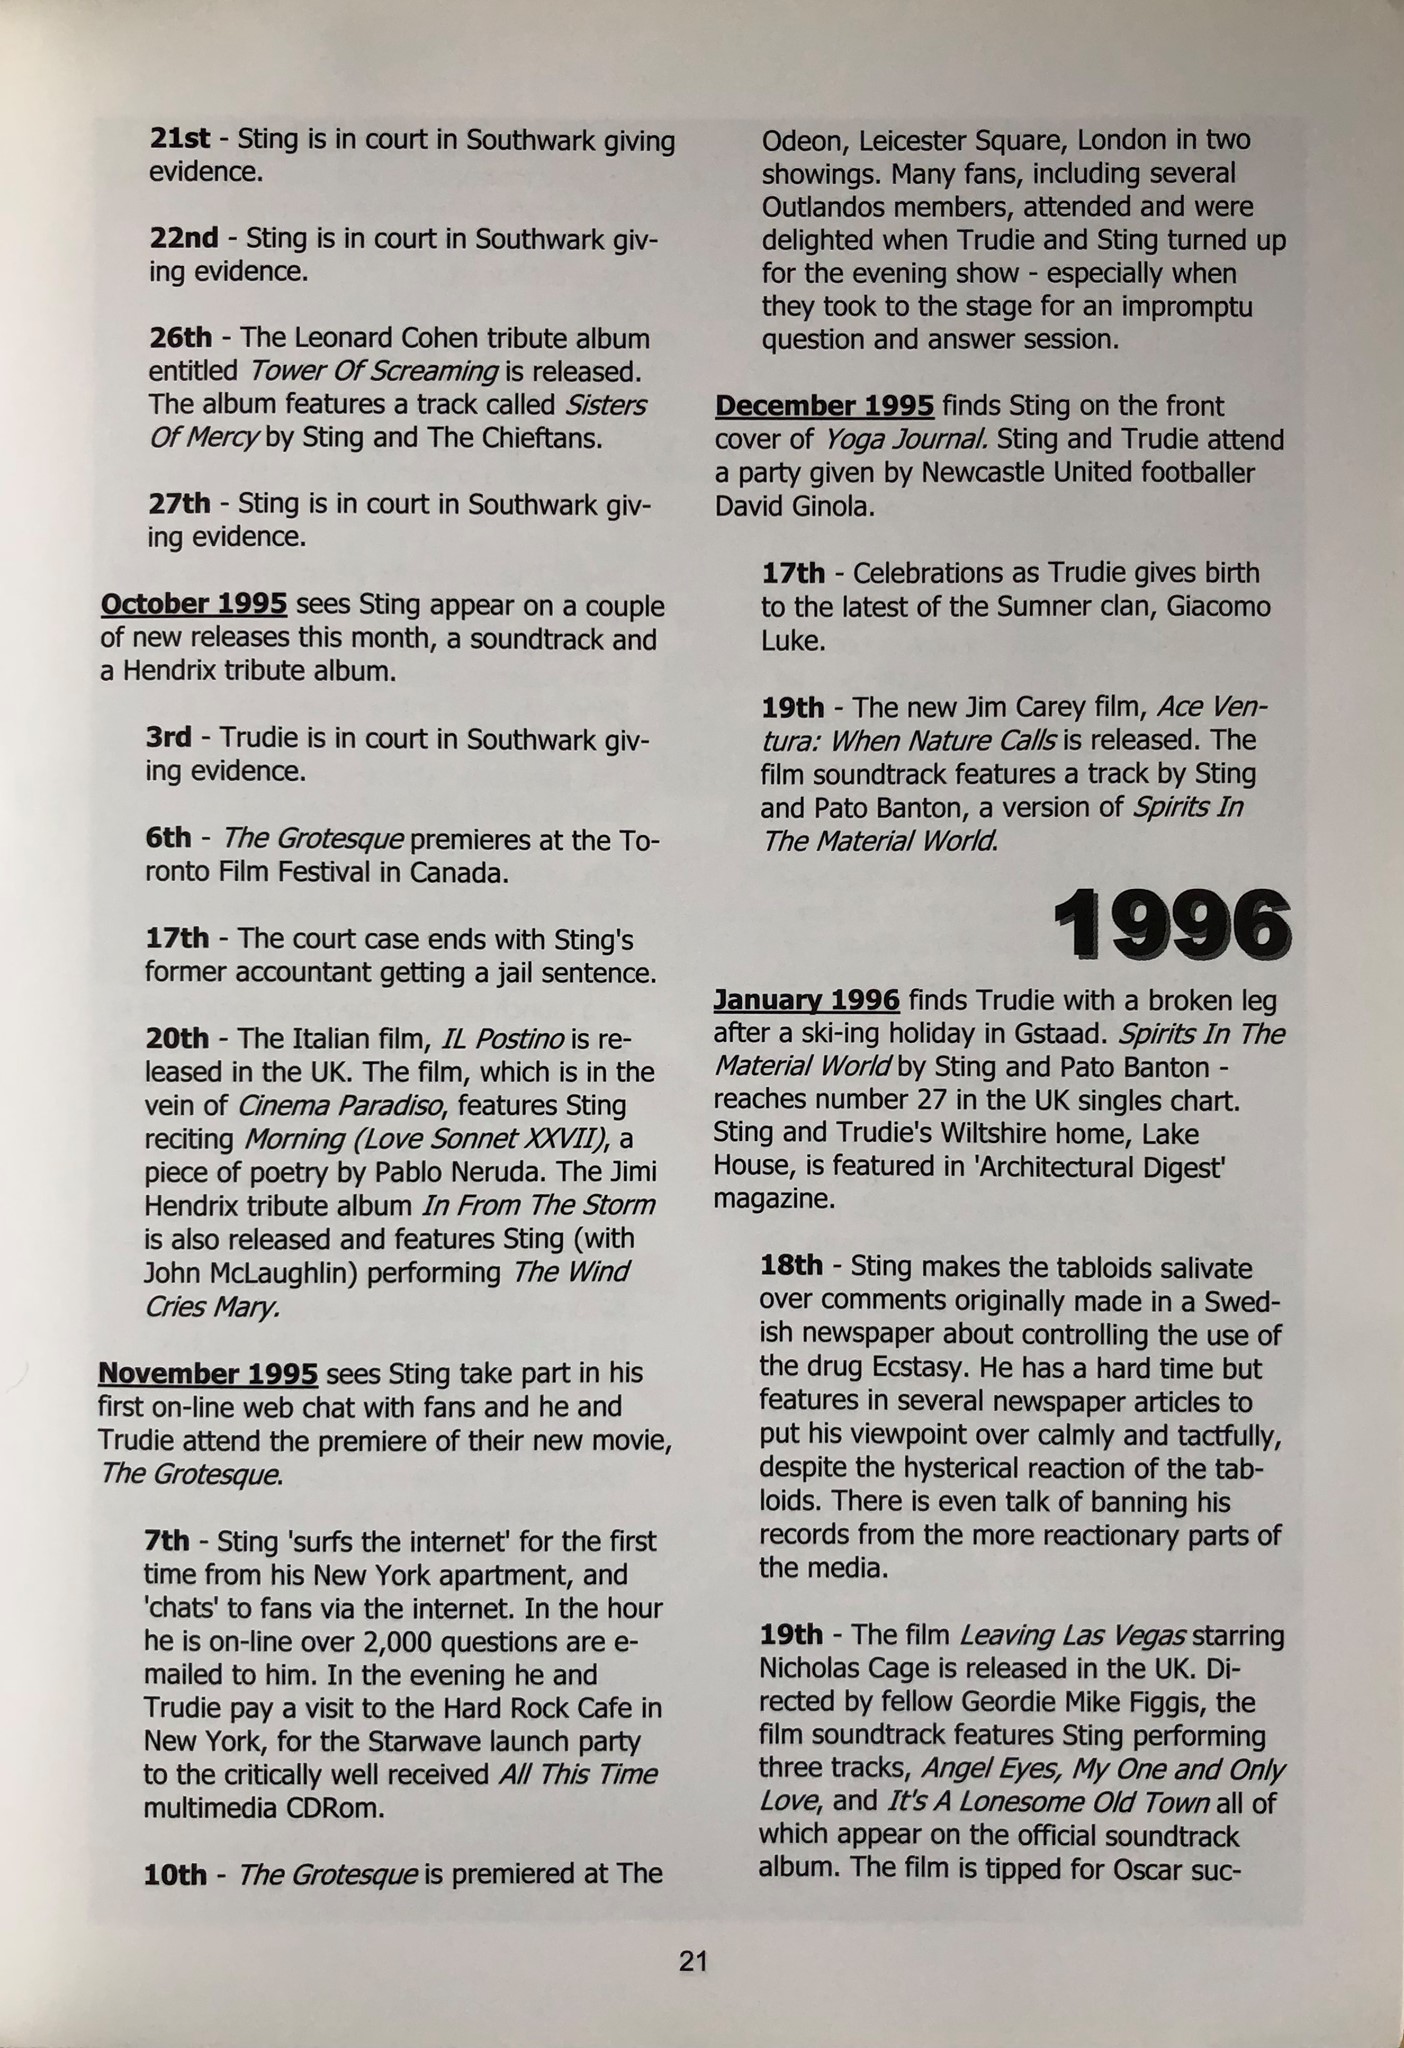 21st - Sting is in court in Southwark giving
evidence.
22nd - Sting is in court in Southwark giv-
ing evidence.
26th - The Leonard Cohen tribute album
entitled Tower Of Screaming is released.
The album features a track called Sisters
Of Mercy by Sting and The Chieftans.
27th - Sting is in court in Southwark giv-
ing evidence.
October 1995 sees Sting appear on a couple
of new releases this month, a soundtrack and
a Hendrix tribute album.
3rd - Trudie is in court in Southwark giv-
ing evidence.
6th - The Grotesque premieres at the To-
ronto Film Festival in Canada.
17th - The court case ends with Sting's
former accountant getting a jail sentence.
20th - The Italian film, IL Postino is re-
leased in the UK. The film, which is in the
vein of Cinema Paradiso, features Sting
reciting Morning (Love Sonnet XXVII), a
piece of poetry by Pablo Neruda. The Jimi
Hendrix tribute album In From The Storm
is also released and features Sting (with
John McLaughlin) performing The Wind
Cries Mary.
November 1995 sees Sting take part in his
first on-line web chat with fans and he and
Trudie attend the premiere of their new movie,
The Grotesque.
7th - Sting 'surfs the internet' for the first
time from his New York apartment, and
'chats' to fans via the internet. In the hour
he is on-line over 2,000 questions are e-
mailed to him. In the evening he and
Trudie pay a visit to the Hard Rock Cafe in
New York, for the Starwave launch party
to the critically well received All This Time
multimedia CDRom.
10th - The Grotesque is premiered at The
Odeon, Leicester Square, London in two
showings. Many fans, including several
Outlandos members, attended and were
delighted when Trudie and Sting turned up
for the evening show - especially when
they took to the stage for an impromptu
question and answer session.
December 1995 finds Sting on the front
cover of Yoga Journal. Sting and Trudie attend
a party given by Newcastle United footballer
David Ginola.
17th - Celebrations as Trudie gives birth
to the latest of the Sumner clan, Giacomo
Luke.
19th - The new Jim Carey film, Ace Ven-
tura: When Nature Calls is released. The
film soundtrack features a track by Sting
and Pato Banton, a version of Spirits In
The Material World.
1996
January 1996 finds Trudie with a broken leg
after a ski-ing holiday in Gstaad. Spirits In The
Material World by Sting and Pato Banton -
reaches number 27 in the UK singles chart.
Sting and Trudie's Wiltshire home, Lake
House, is featured in 'Architectural Digest'
magazine.
18th - Sting makes the tabloids salivate
over comments originally made in a Swed-
ish newspaper about controlling the use of
the drug Ecstasy. He has a hard time but
features in several newspaper articles to
put his viewpoint over calmly and tactfully,
despite the hysterical reaction of the tab-
loids. There is even talk of banning his
records from the more reactionary parts of
the media.
19th - The film Leaving Las Vegas starring
Nicholas Cage is released in the UK. Di-
rected by fellow Geordie Mike Figgis, the
film soundtrack features Sting performing
three tracks, Angel Eyes, My One and Only
Love, and It's A Lonesome Old Town all of
which appear on the official soundtrack
album. The film is tipped for Oscar suc-
21